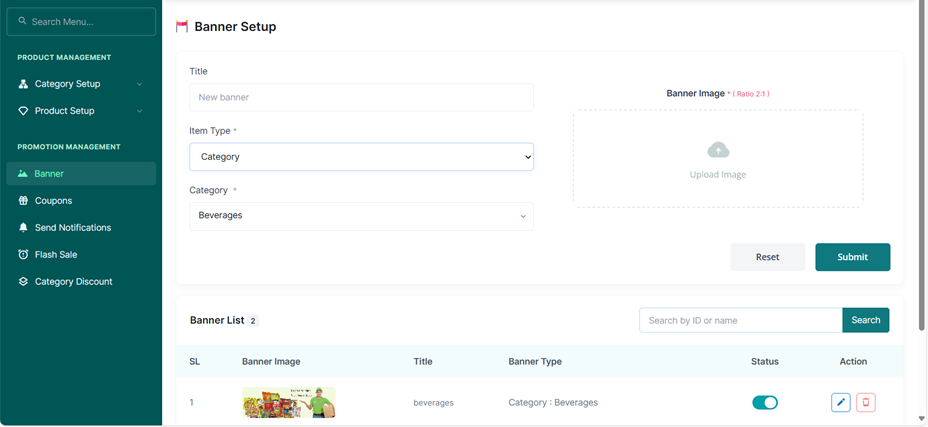 Search Menu...
PRODUCT MANAGEMENT
Category Setup
Product Setup
PROMOTION MANAGEMENT
Banner
Coupons
Send Notifications
Flash Sale
Category Discount
Banner Setup
Title
New banner
Item Type *
Category
Category *
Beverages
Banner Image * ( Ratio 2:1 )
Upload Image
Reset
Submit
Banner List 2
Search by ID or name
Search
SL Banner Image Title Banner Type Status Action
1 beverages Category : Beverages